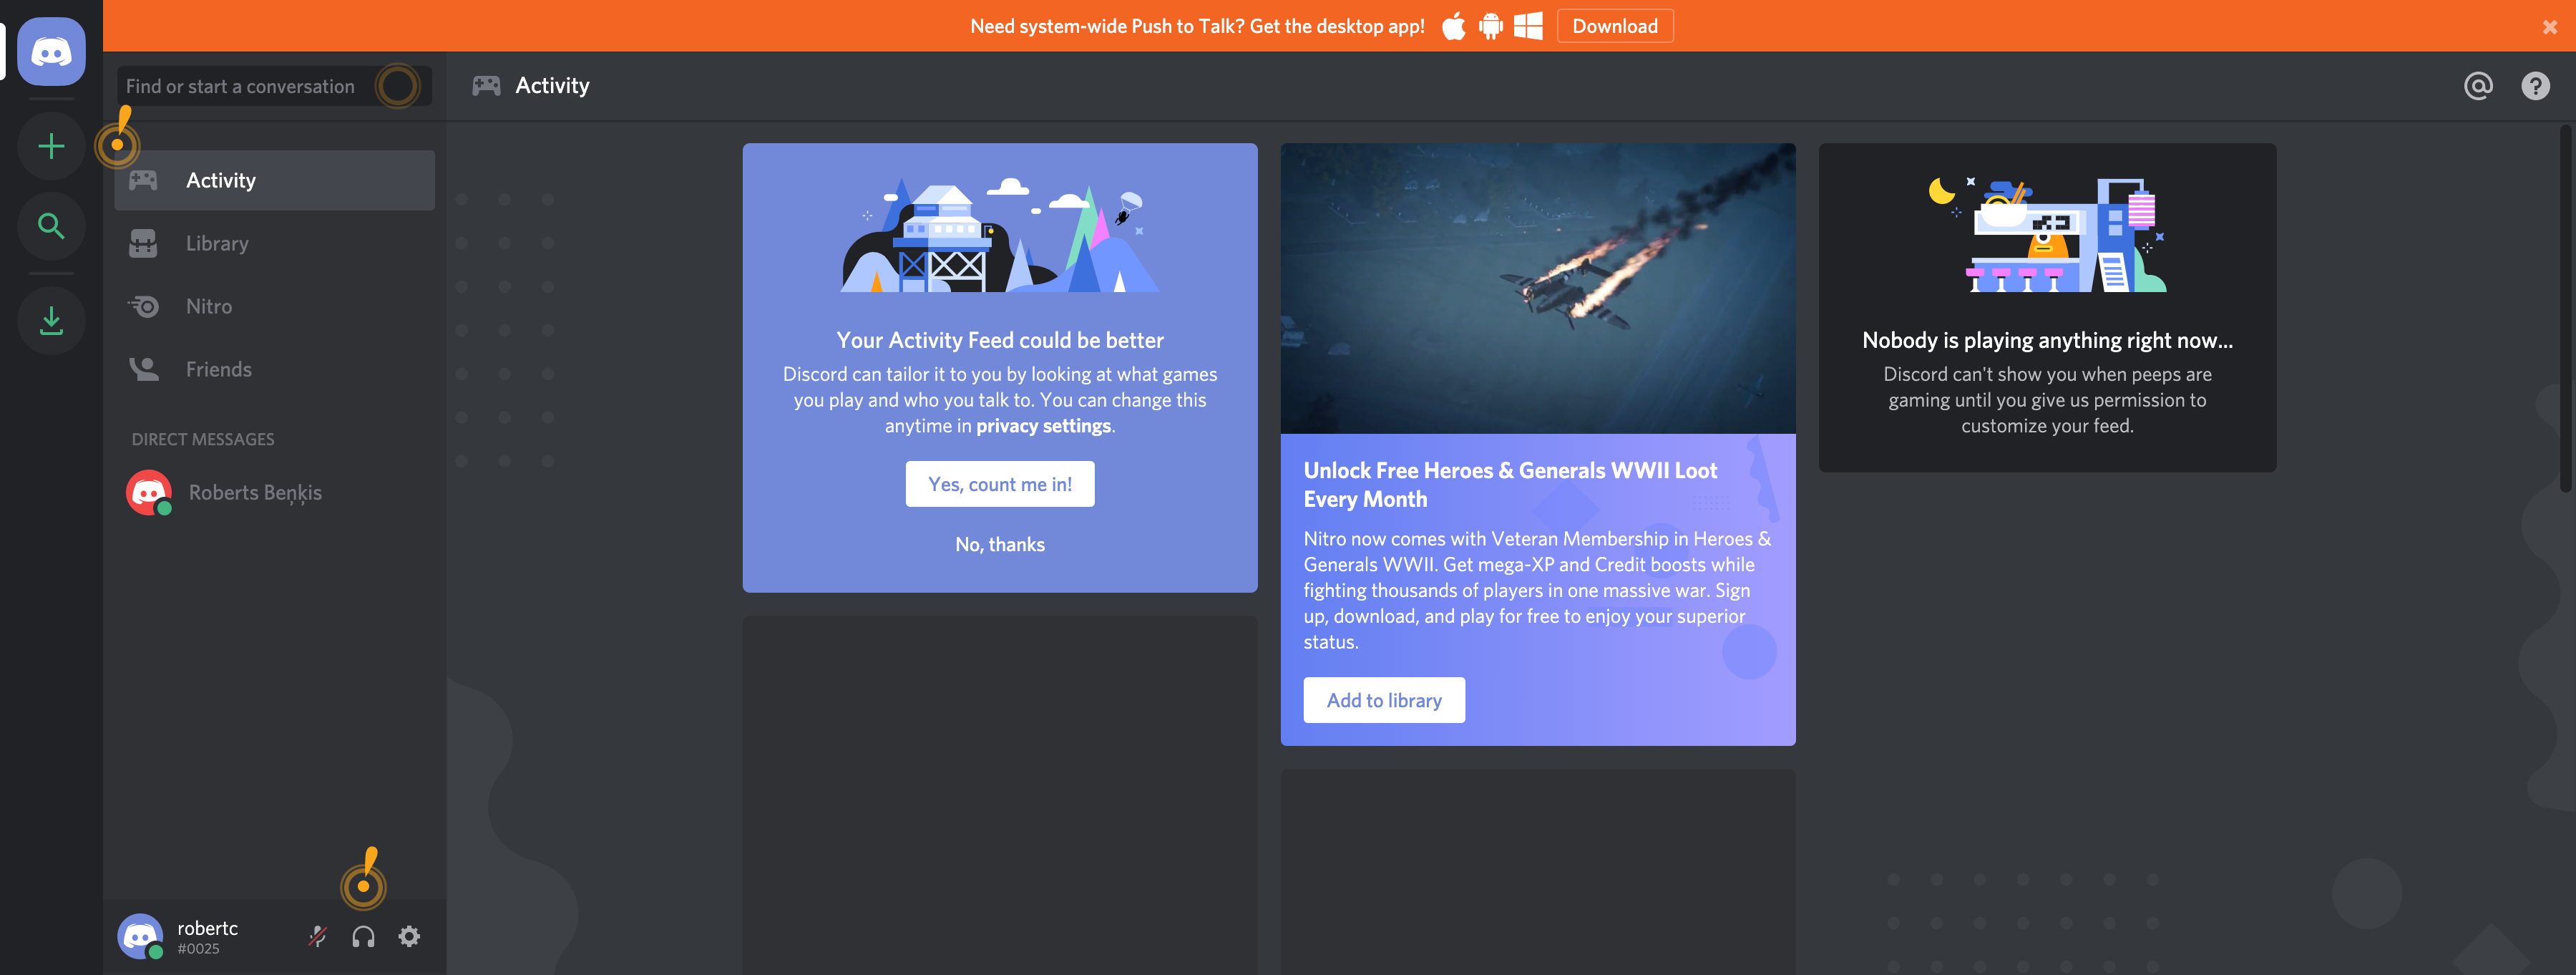 Need system-wide Push to Talk? Get the desktop app!
Download
Find or start a conversation
Activity
Activity
Library
Nitro
Friends
DIRECT MESSAGES
Roberts Beņķis
robertc
#0025
Your Activity Feed could be better
Discord can tailor it to you by looking at what games
you play and who you talk to. You can change this
anytime in privacy settings.
Yes, count me in!
No, thanks
Unlock Free Heroes & Generals WWII Loot
Every Month
Nitro now comes with Veteran Membership in Heroes &
Generals WWII. Get mega-XP and Credit boosts while
fighting thousands of players in one massive war. Sign
up, download, and play for free to enjoy your superior
status.
Add to library
Nobody is playing anything right now...
Discord can't show you when peeps are
gaming until you give us permission to
customize your feed.